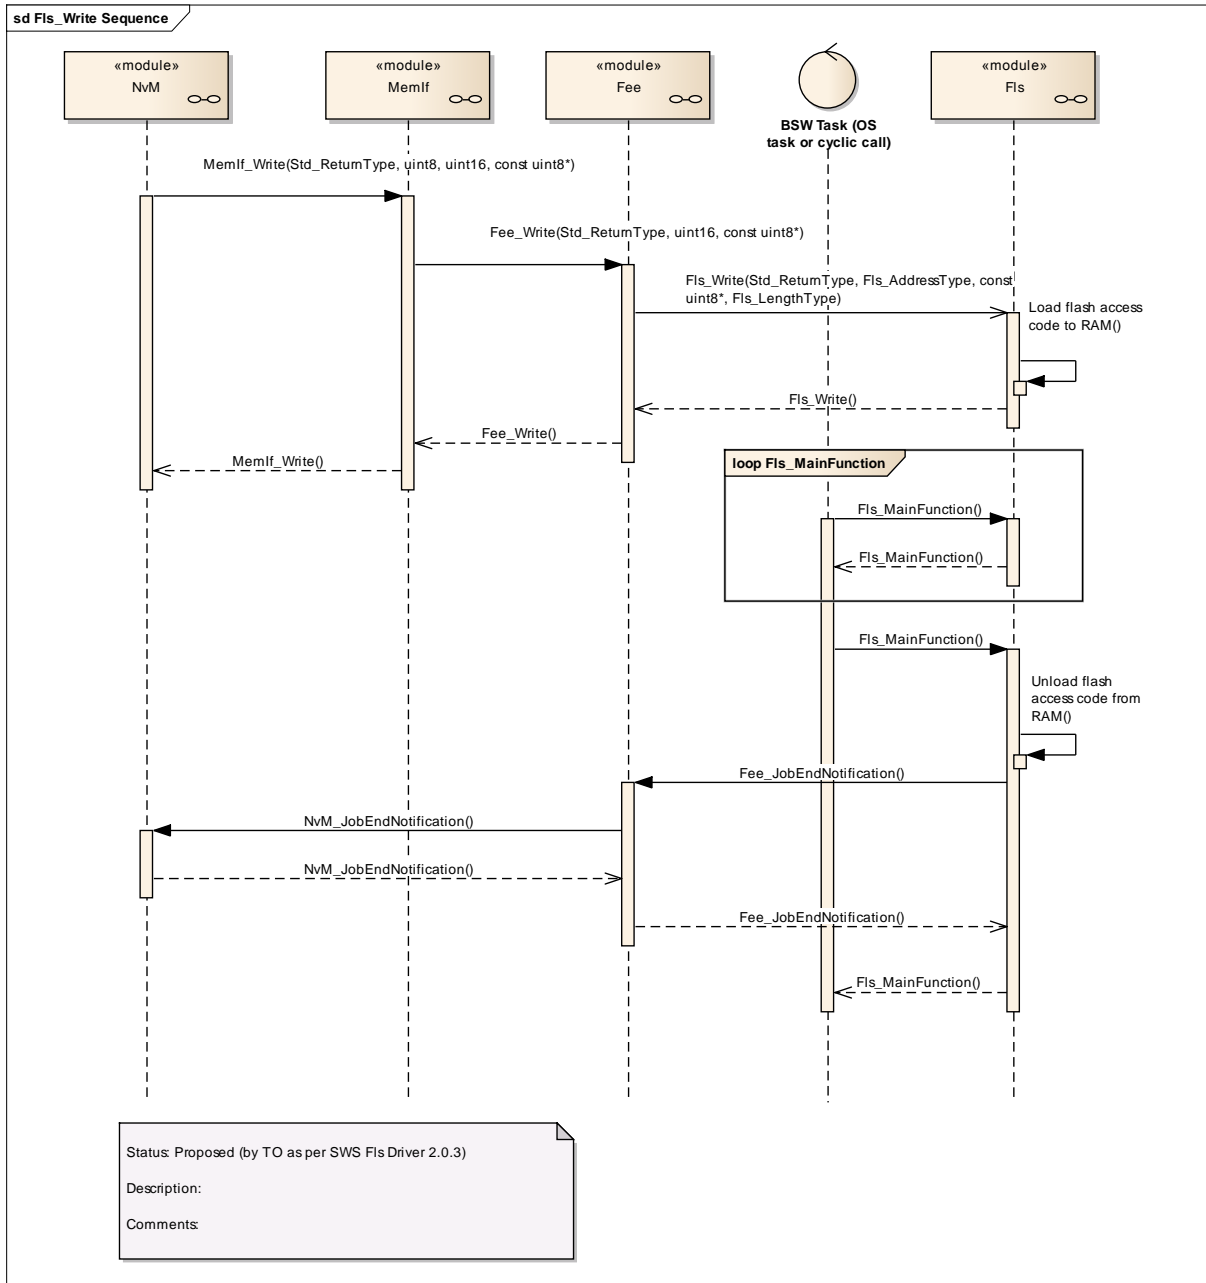 sd Fls_Write Sequence
«module»
NvM
«module»
MemIf
«module»
Fee
BSW Task (OS
task or cyclic call)
«module»
Fls
MemIf_Write(Std_ReturnType, uint8, uint16, const uint8*)
Fee_Write(Std_ReturnType, uint16, const uint8*)
Fls_Write(Std_ReturnType, Fls_AddressType, const
uint8*, Fls_LengthType)
Load flash access
code to RAM()
Fls_Write()
Fee_Write()
MemIf_Write()
loop Fls_MainFunction
Fls_MainFunction()
Fls_MainFunction()
Fls_MainFunction()
Unload flash
access code from
RAM()
Fee_JobEndNotification()
NvM_JobEndNotification()
NvM_JobEndNotification()
Fee_JobEndNotification()
Fls_MainFunction()
Status: Proposed (by TO as per SWS Fls Driver 2.0.3)
Description:
Comments: